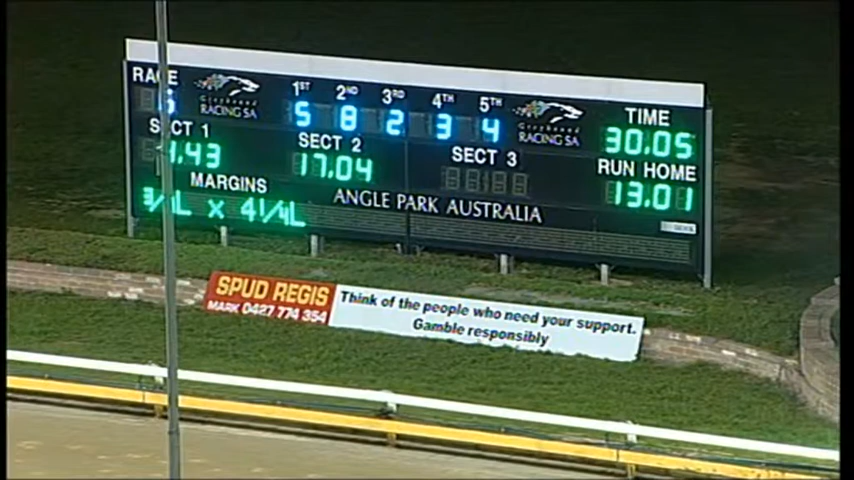 RACE 1ST 2ND 3RD 4TH 5TH TIME
Greyhound RACING SA 5 8 2 3 4 Greyhound RACING SA 30.05
SECT 1 SECT 2 SECT 3 RUN HOME
.43 17.04 13.01
MARGINS ANGLE PARK AUSTRALIA
3/4L X 41/4L
SPUD REGIS
MARK 0427 774 354
Think of the people who need your support.
Gamble responsibly